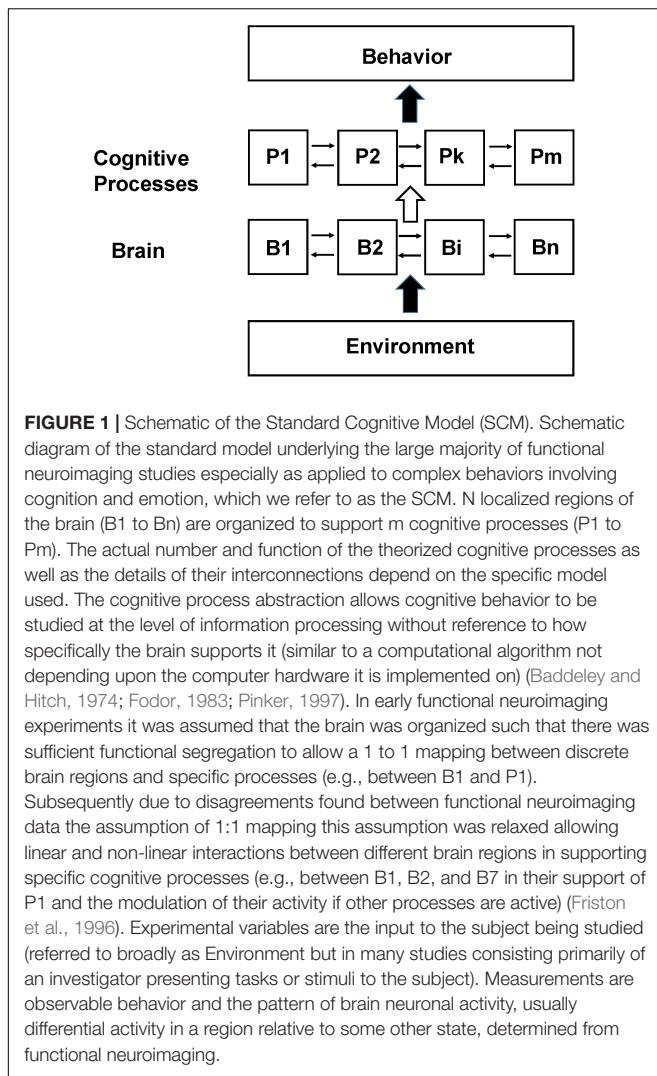 Behavior
Cognitive
Processes
P1
P2
Pk
Pm
Brain
B1
B2
Bi
Bn
Environment
FIGURE 1 | Schematic of the Standard Cognitive Model (SCM). Schematic
diagram of the standard model underlying the large majority of functional
neuroimaging studies especially as applied to complex behaviors involving
cognition and emotion, which we refer to as the SCM. N localized regions of
the brain (B1 to Bn) are organized to support m cognitive processes (P1 to
Pm). The actual number and function of the theorized cognitive processes as
well as the details of their interconnections depend on the specific model
used. The cognitive process abstraction allows cognitive behavior to be
studied at the level of information processing without reference to how
specifically the brain supports it (similar to a computational algorithm not
depending upon the computer hardware it is implemented on) (Baddeley and
Hitch, 1974; Fodor, 1983; Pinker, 1997). In early functional neuroimaging
experiments it was assumed that the brain was organized such that there was
sufficient functional segregation to allow a 1 to 1 mapping between discrete
brain regions and specific processes (e.g., between B1 and P1).
Subsequently due to disagreements found between functional neuroimaging
data the assumption of 1:1 mapping this assumption was relaxed allowing
linear and non-linear interactions between different brain regions in supporting
specific cognitive processes (e.g., between B1, B2, and B7 in their support of
P1 and the modulation of their activity if other processes are active) (Friston
et al., 1996). Experimental variables are the input to the subject being studied
(referred to broadly as Environment but in many studies consisting primarily of
an investigator presenting tasks or stimuli to the subject). Measurements are
observable behavior and the pattern of brain neuronal activity, usually
differential activity in a region relative to some other state, determined from
functional neuroimaging.